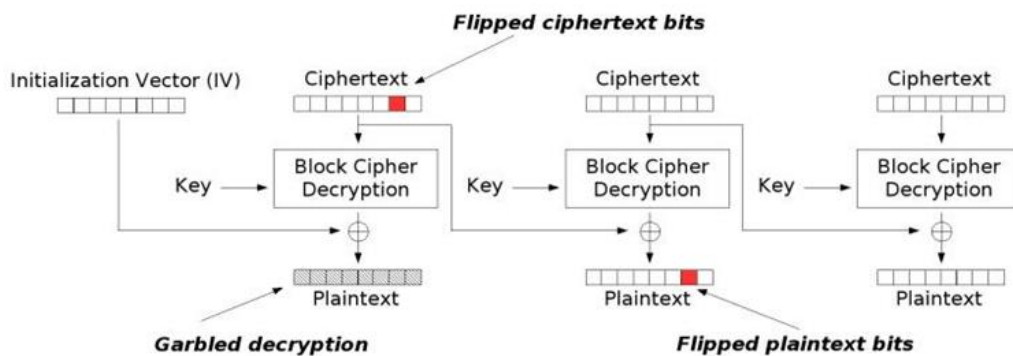 Flipped ciphertext bits
Initialization Vector (IV)
Ciphertext
Ciphertext
Ciphertext
Key
Block Cipher
Decryption
Key
Block Cipher
Decryption
Key
Block Cipher
Decryption
Plaintext
Plaintext
Plaintext
Garbled decryption
Flipped plaintext bits